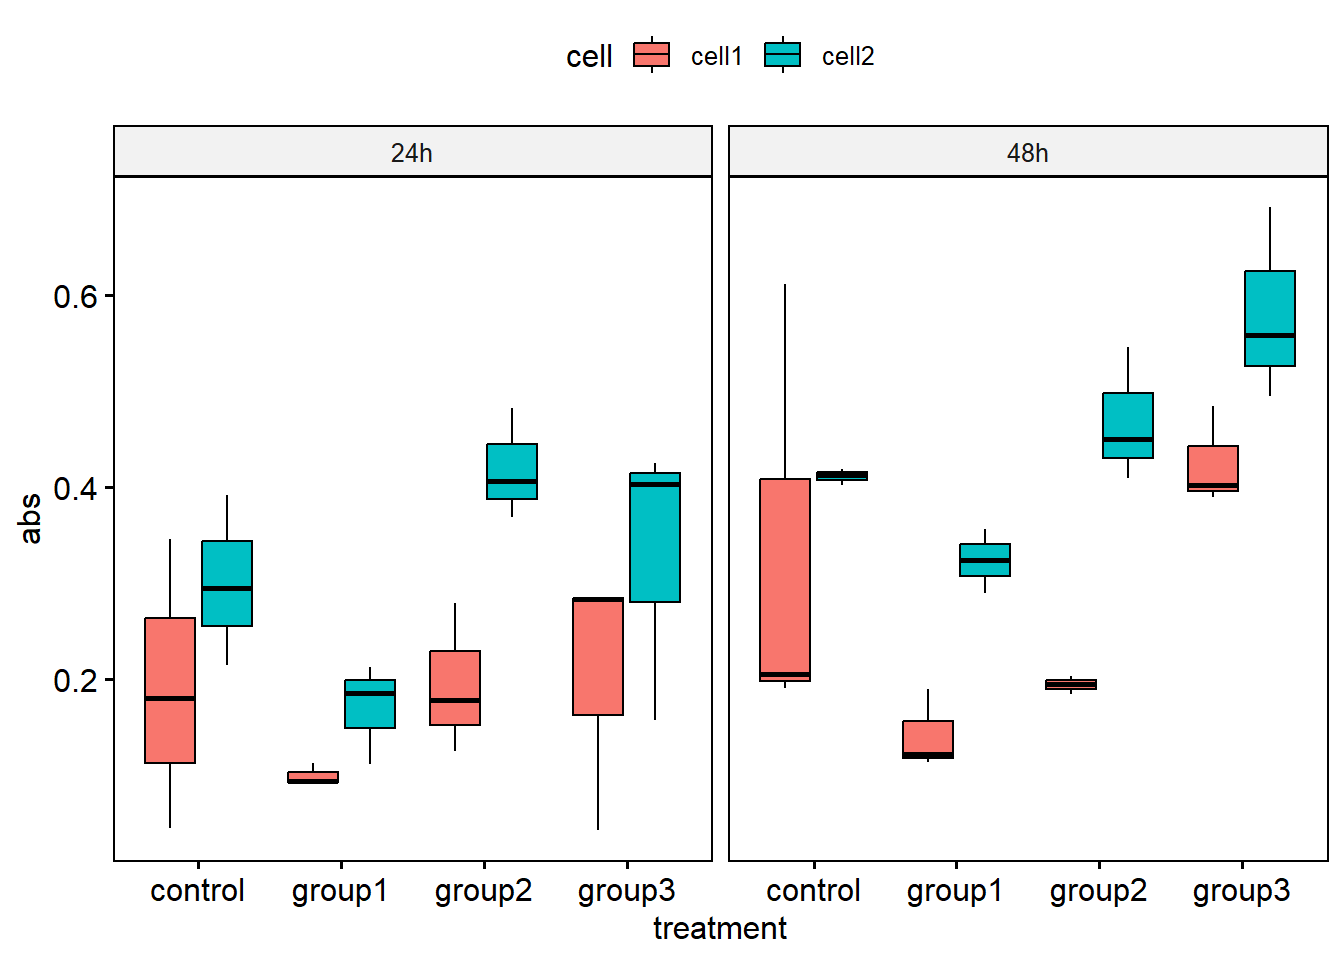 cell cell1 cell2
24h 48h
0.6
0.4
0.2
abs
control group1 group2 group3 control group1 group2 group3
treatment